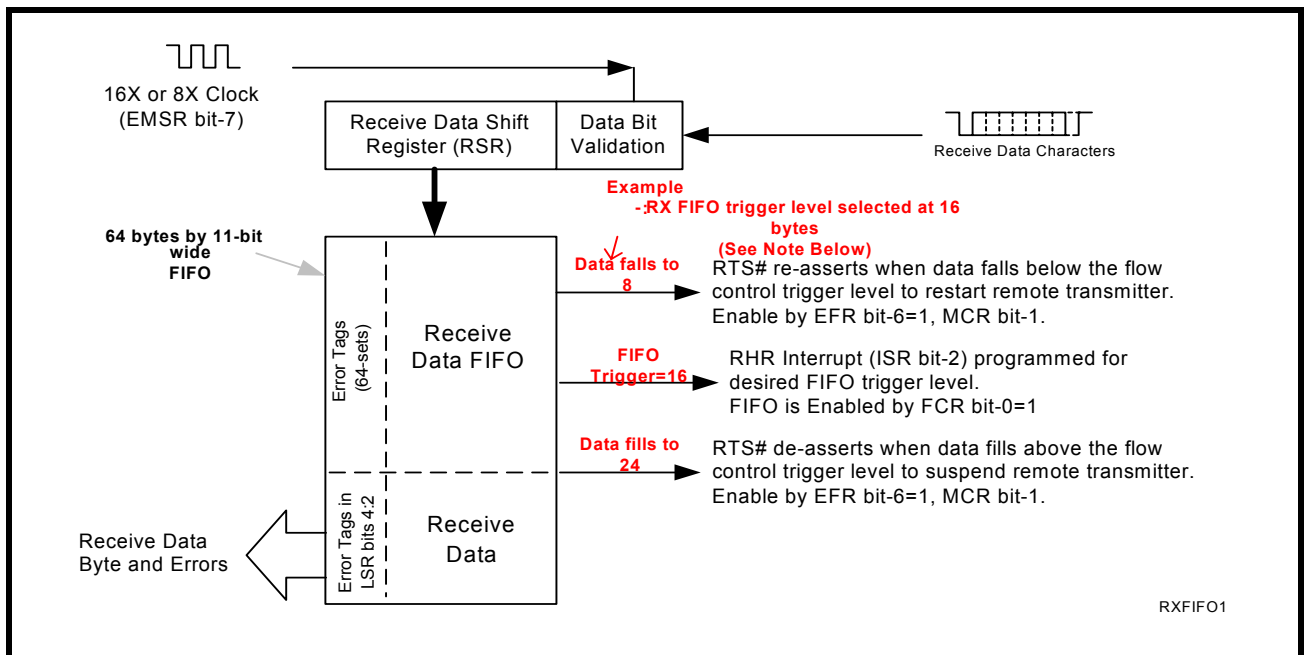 16X or 8X Clock
(EMSR bit-7)
Receive Data Shift
Register (RSR)
Data Bit
Validation
Receive Data Characters
Example
-:RX FIFO trigger level selected at 16
bytes
(See Note Below)
64 bytes by 11-bit
wide
FIFO
Data falls to
8
RTS# re-asserts when data falls below the flow
control trigger level to restart remote transmitter.
Enable by EFR bit-6=1, MCR bit-1.
Error Tags
(64-sets)
Receive
Data FIFO
FIFO
Trigger=16
RHR Interrupt (ISR bit-2) programmed for
desired FIFO trigger level.
FIFO is Enabled by FCR bit-0=1
Data fills to
24
RTS# de-asserts when data fills above the flow
control trigger level to suspend remote transmitter.
Enable by EFR bit-6=1, MCR bit-1.
Error Tags in
LSR bits 4:2
Receive
Data
Receive Data
Byte and Errors
RXFIFO1